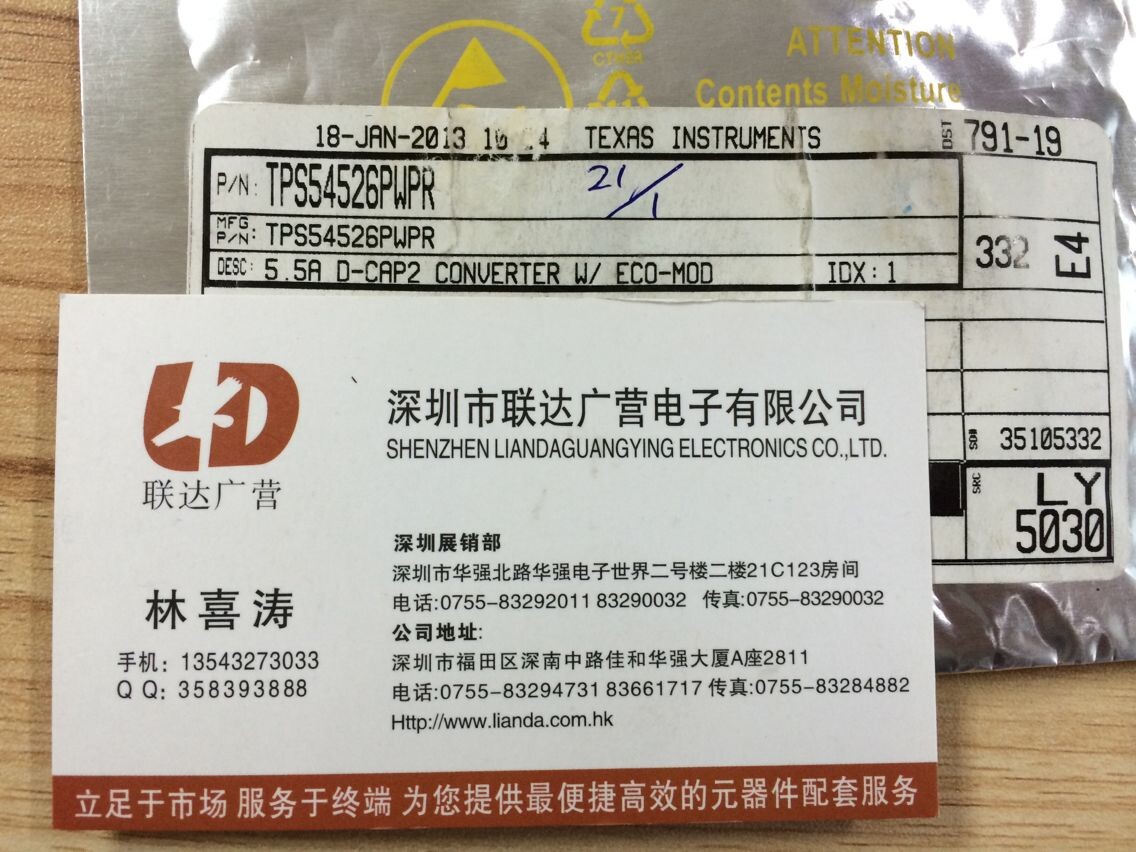 7
ATTENTION
Contents Moisture
18-JAN-2013 TEXAS INSTRUMENTS
DST 791-19
P/N: TPS54526PWPR
21/1
MFG P/N: TPS54526PWPR
332 E4
DESC: 5.5A D-CAP2 CONVERTER W/ ECO-MOD IDX: 1
35105332
SRC LY
5030
LD
联达广营
深圳市联达广营电子有限公司
SHENZHEN LIANDAGUANGYING ELECTRONICS CO.,LTD.
林喜涛
手机: 13543273033
QQ: 358393888
深圳展销部
深圳市华强北路华强电子世界二号楼二楼21C123房间
电话:0755-83292011 83290032 传真:0755-83290032
公司地址:
深圳市福田区深南中路佳和华强大厦A座2811
电话:0755-83294731 83661717 传真:0755-83284882
Http://www.lianda.com.hk
立足于市场 服务于终端 为您提供最便捷高效的元器件配套服务